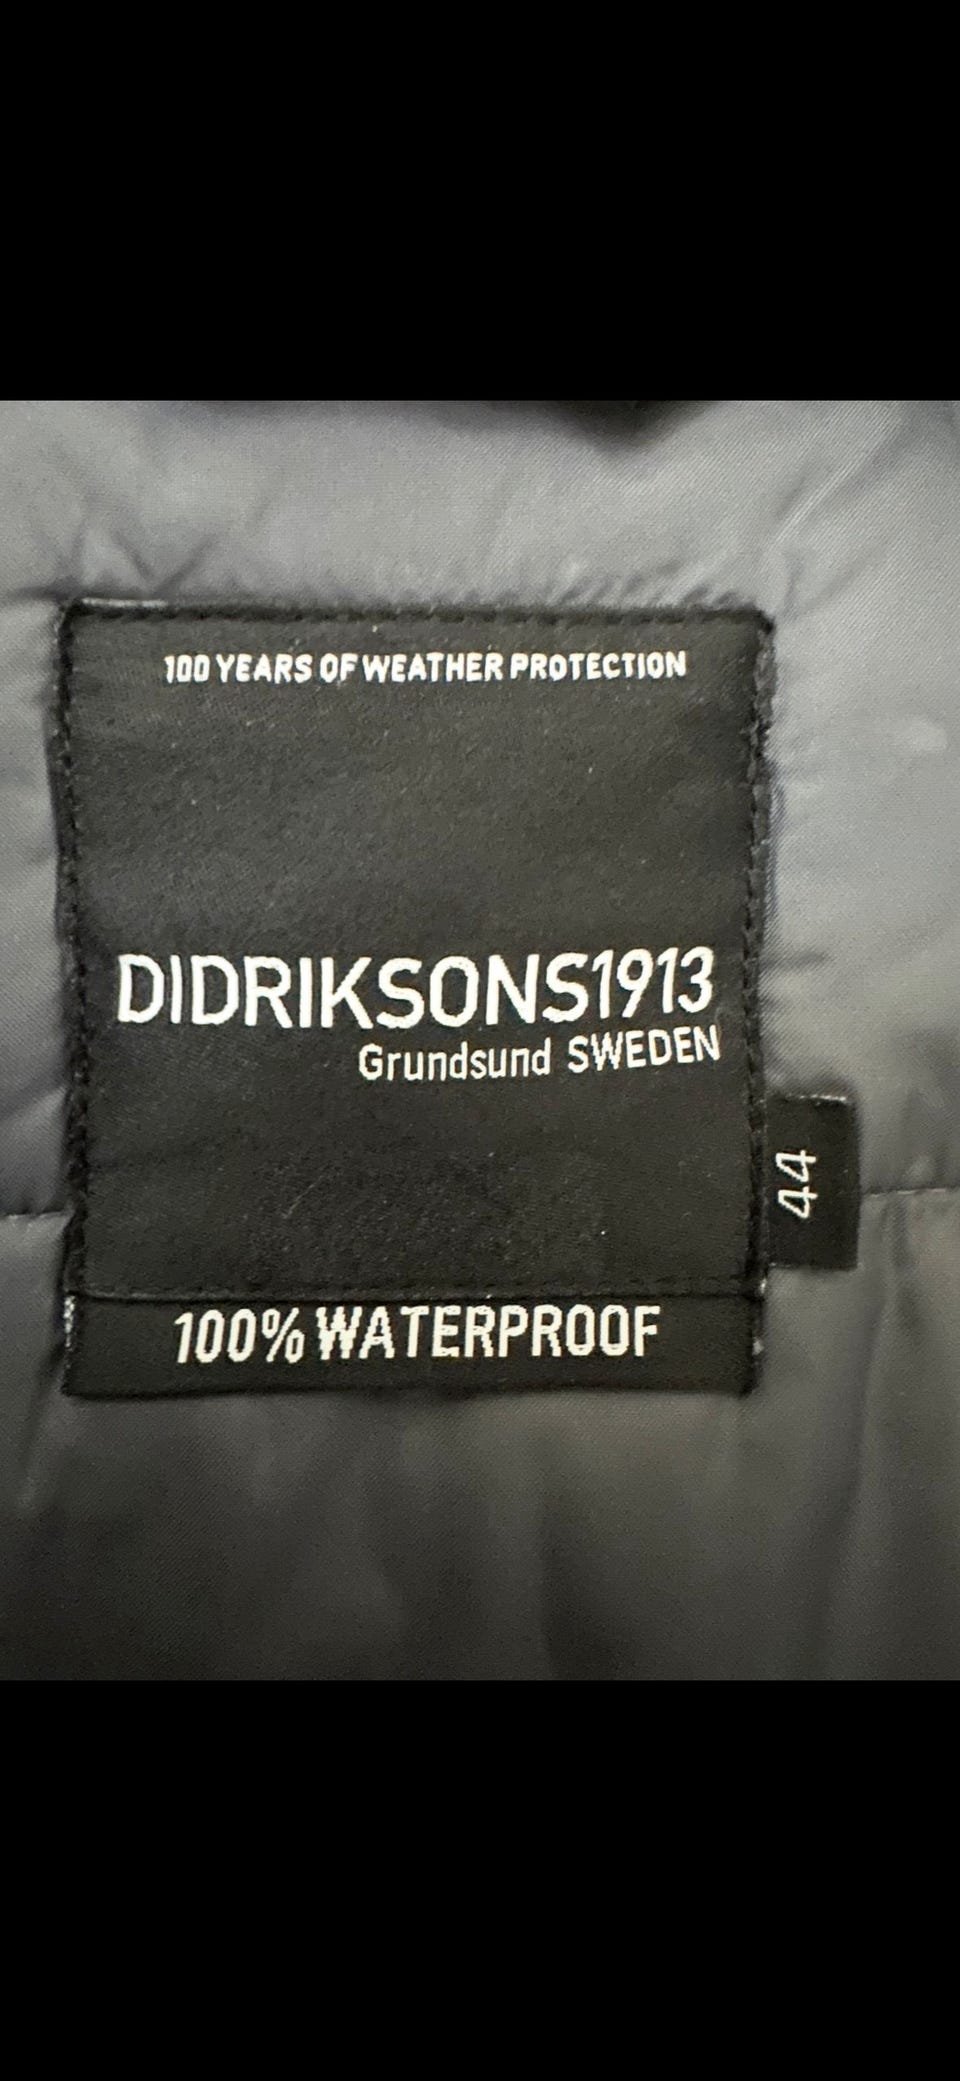 100 YEARS OF WEATHER PROTECTION
DIDRIKSONS1913
Grundsund SWEDEN
44
100% WATERPROOF